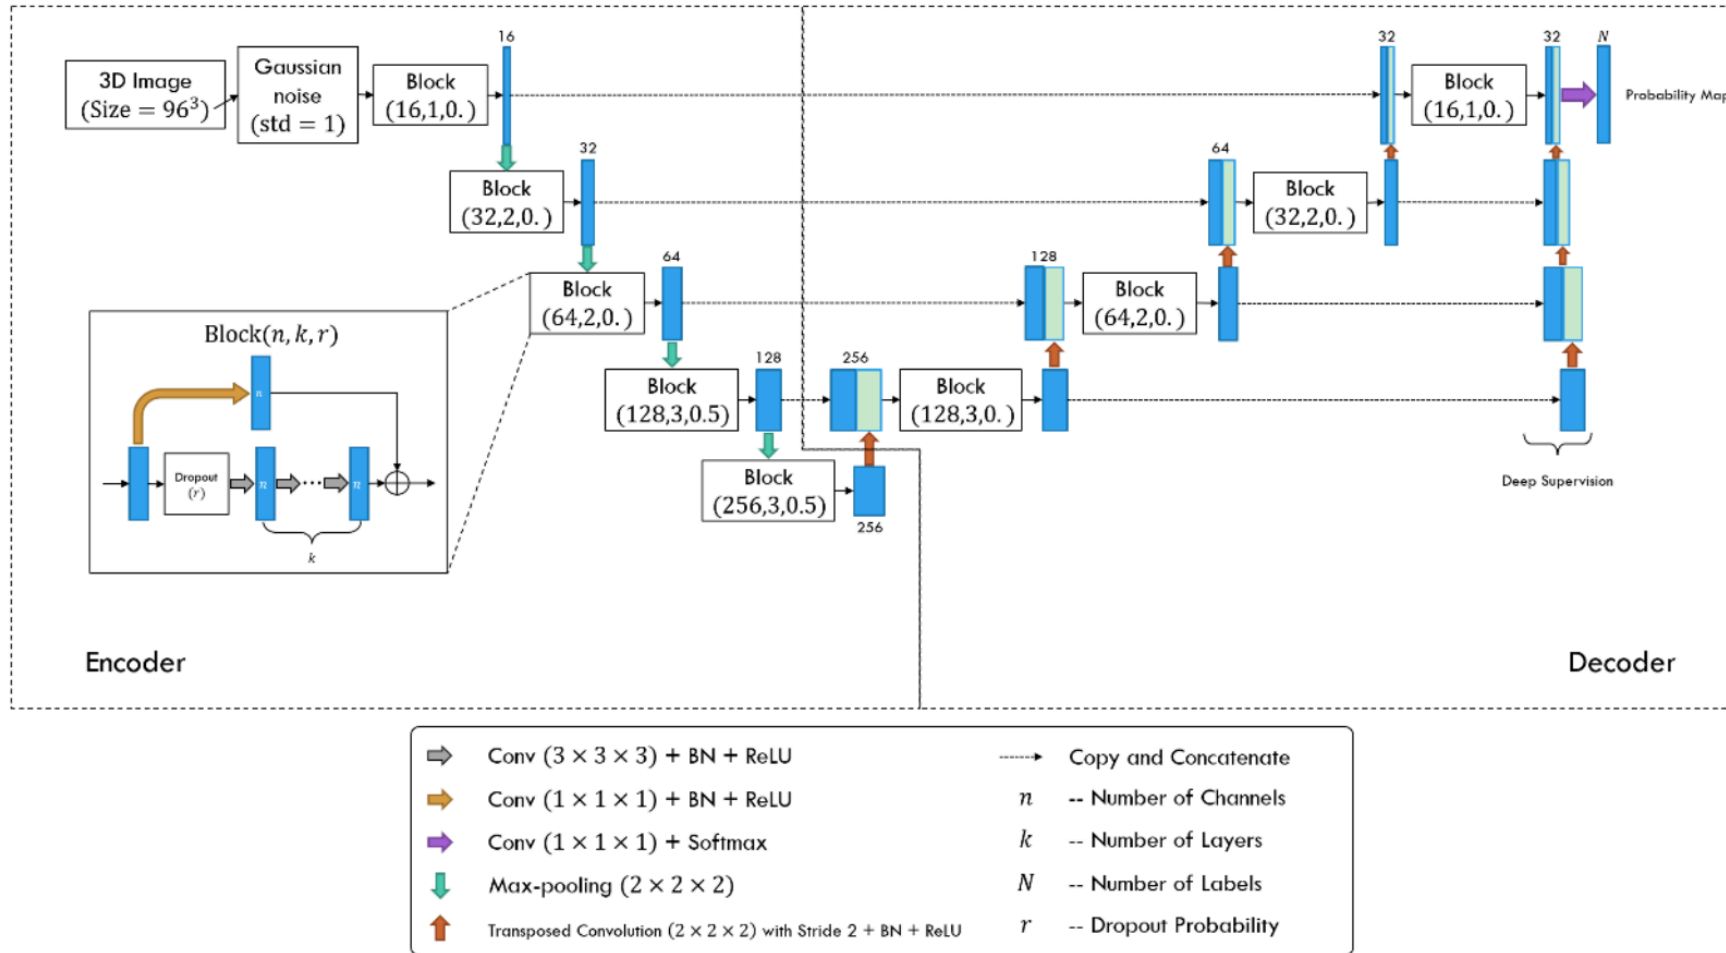 16
32
32
N
3D Image
(Size = 96³)
Gaussian
noise
(std = 1)
Block
(16,1,0. )
Block
(16,1,0. )
Probability Map
32
64
Block
(32,2,0. )
Block
(32,2,0. )
64
128
Block
(64,2,0. )
Block
(64,2,0. )
Block(n, k, r)
n
Dropout
(r)
n
n
k
128
256
Block
(128,3,0.5)
Block
(128,3,0. )
Block
(256,3,0.5)
256
Deep Supervision
Encoder
Decoder
Conv (3 × 3 × 3) + BN + ReLU
Conv (1 × 1 × 1) + BN + ReLU
Conv (1 × 1 × 1) + Softmax
Max-pooling (2 × 2 × 2)
Transposed Convolution (2 × 2 × 2) with Stride 2 + BN + ReLU
Copy and Concatenate
n -- Number of Channels
k -- Number of Layers
N -- Number of Labels
r -- Dropout Probability